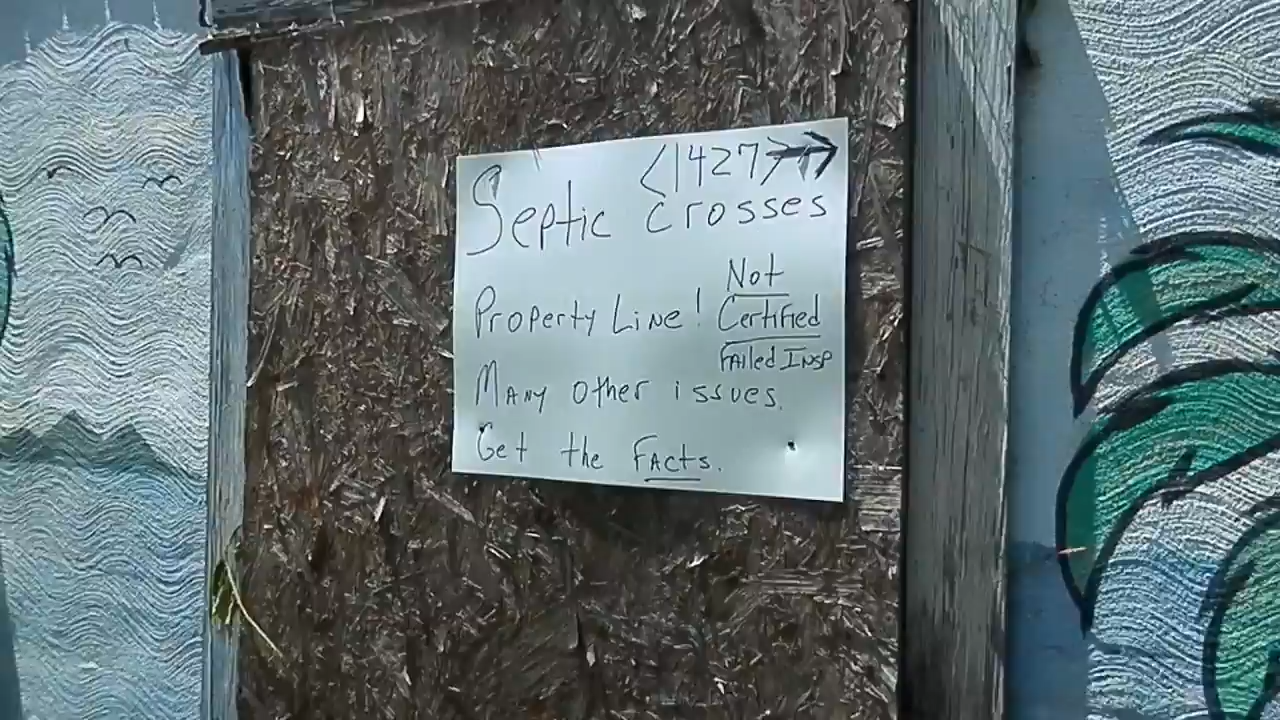 <1427>
Septic crosses
Property Line!
Not
Certified
Failed Insp
Many other issues.
Get the Facts.